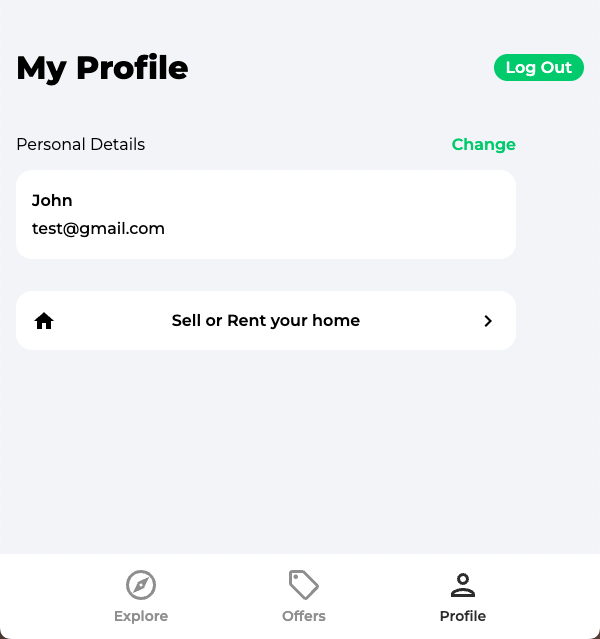 My Profile
Log Out
Personal Details
Change
John
test@gmail.com
Sell or Rent your home
Explore
Offers
Profile